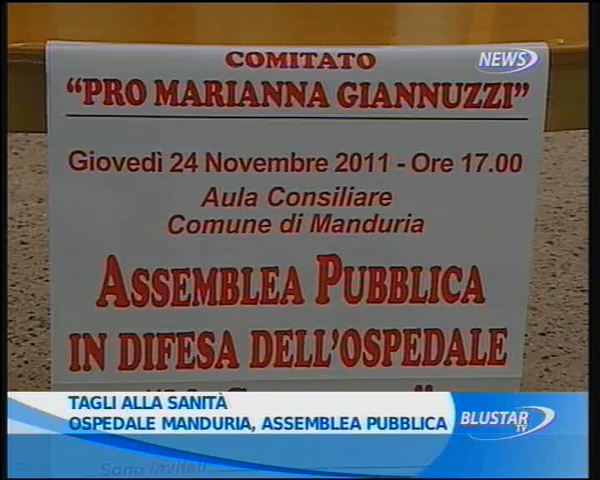 COMITATO
NEWS
“PRO MARIANNA GIANNUZZI”
Giovedì 24 Novembre 2011 - Ore 17.00
Aula Consiliare
Comune di Manduria
ASSEMBLEA PUBBLICA
IN DIFESA DELL'OSPEDALE
TAGLI ALLA SANITÀ
OSPEDALE MANDURIA, ASSEMBLEA PUBBLICA
BLUSTAR
TV
Sono invitati